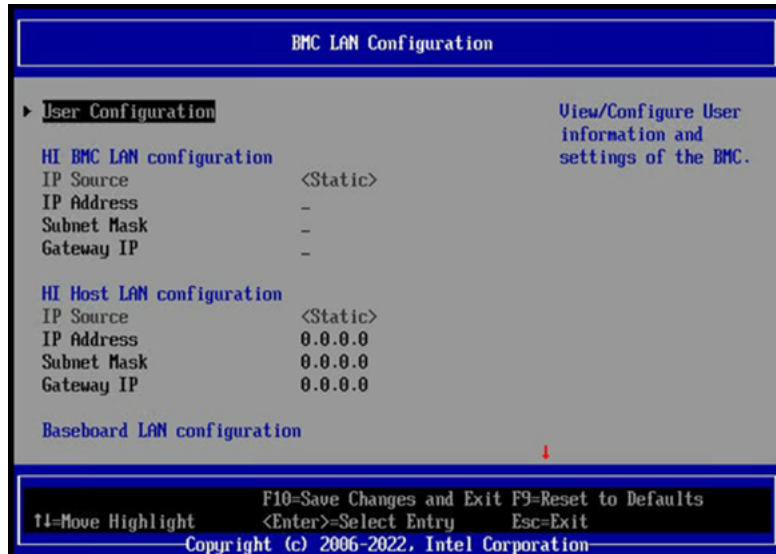 BMC LAN Configuration
User Configuration
View/Configure User
information and
settings of the BMC.
HI BMC LAN configuration
IP Source <Static>
IP Address _
Subnet Mask _
Gateway IP _
HI Host LAN configuration
IP Source <Static>
IP Address 0.0.0.0
Subnet Mask 0.0.0.0
Gateway IP 0.0.0.0
Baseboard LAN configuration
↓
F10=Save Changes and Exit F9=Reset to Defaults
↑↓=Move Highlight <Enter>=Select Entry Esc=Exit
Copyright (c) 2006-2022, Intel Corporation